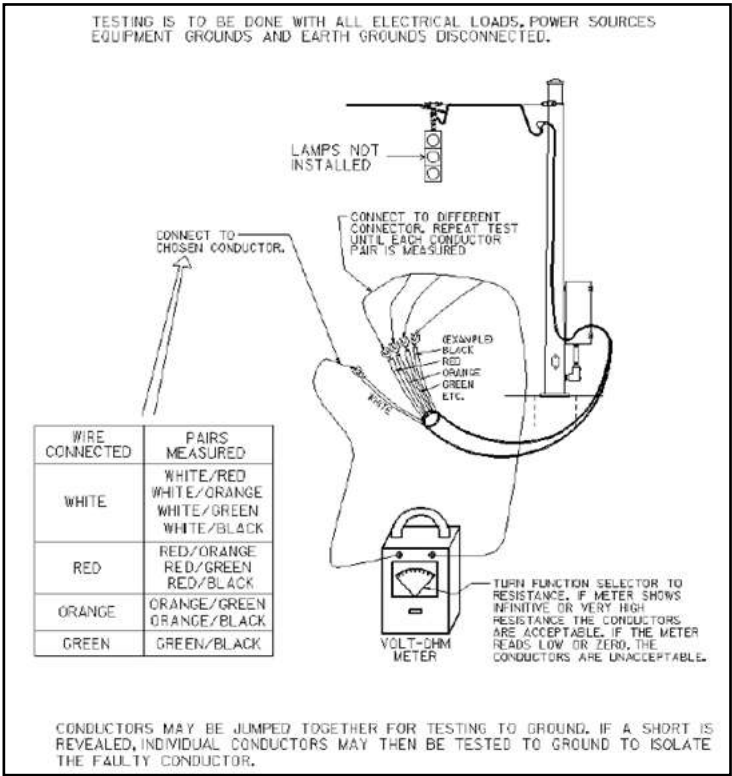 TESTING IS TO BE DONE WITH ALL ELECTRICAL LOADS, POWER SOURCES
EQUIPMENT GROUNDS AND EARTH GROUNDS DISCONNECTED.
LAMPS NOT
INSTALLED
CONNECT TO DIFFERENT
CONNECTOR. REPEAT TEST
UNTIL EACH CONDUCTOR
PAIR IS MEASURED
CONNECT TO
CHOSEN CONDUCTOR.
(EXAMPLE)
BLACK
RED
ORANGE
GREEN
ETC.
WHITE
WIRE CONNECTED PAIRS MEASURED
WHITE WHITE/RED
WHITE/ORANGE
WHITE/GREEN
WHITE/BLACK
RED RED/ORANGE
RED/GREEN
RED/BLACK
ORANGE ORANGE/GREEN
ORANGE/BLACK
GREEN GREEN/BLACK
VOLT-OHM
METER
TURN FUNCTION SELECTOR TO
RESISTANCE. IF METER SHOWS
INFINITIVE OR VERY HIGH
RESISTANCE THE CONDUCTORS
ARE ACCEPTABLE. IF THE METER
READS LOW OR ZERO, THE
CONDUCTORS ARE UNACCEPTABLE.
CONDUCTORS MAY BE JUMPED TOGETHER FOR TESTING TO GROUND. IF A SHORT IS
REVEALED, INDIVIDUAL CONDUCTORS MAY THEN BE TESTED TO GROUND TO ISOLATE
THE FAULTY CONDUCTOR.